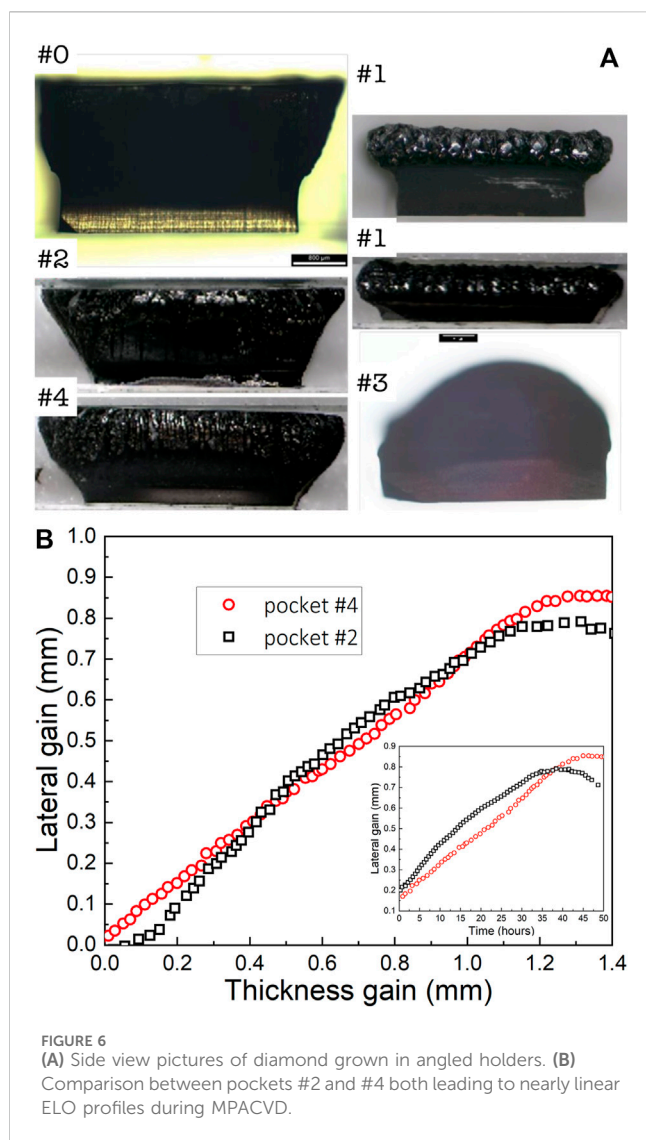 #0
A
#1
800 µm
#2
#1
#4
#3
B
1.0
0.9
0.8
0.7
0.6
0.5
0.4
0.3
0.2
0.1
0.0
Lateral gain (mm)
pocket #4
pocket #2
0.9
0.8
0.7
0.6
0.5
0.4
0.3
0.2
0.1
Lateral gain (mm)
0 5 10 15 20 25 30 35 40 45 50
Time (hours)
0.0 0.2 0.4 0.6 0.8 1.0 1.2 1.4
Thickness gain (mm)
FIGURE 6
(A) Side view pictures of diamond grown in angled holders. (B)
Comparison between pockets #2 and #4 both leading to nearly linear
ELO profiles during MPACVD.